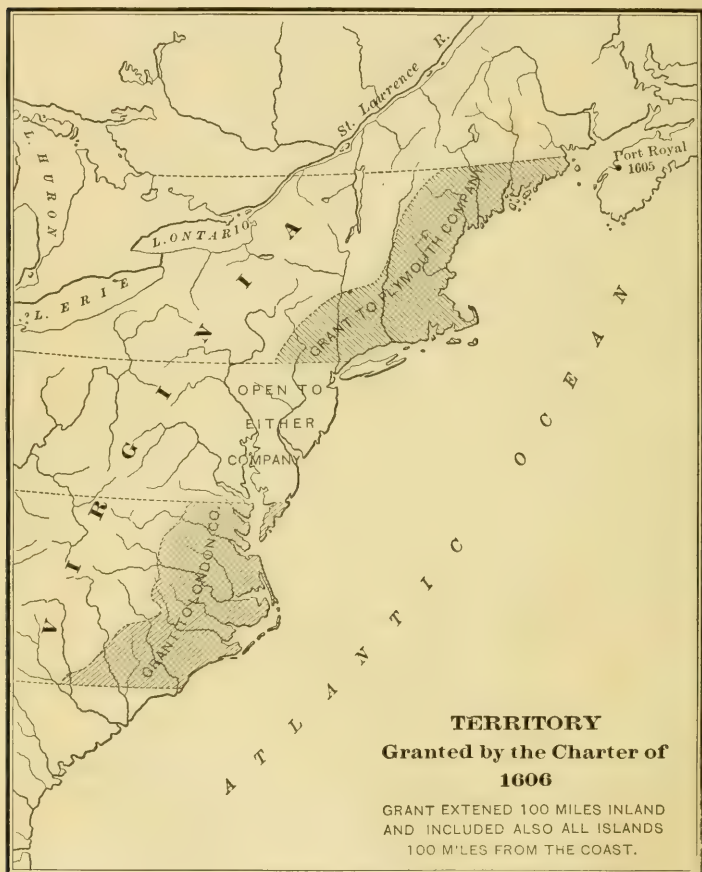 St. Lawrence R.
L. HURON
Port Royal
1605
L. ONTARIO
L. ERIE
VIRGINIA
GRANT TO PLYMOUTH COMPANY
OPEN TO
EITHER
COMPANY
GRANT TO LONDON CO.
ATLANTIC OCEAN
TERRITORY
Granted by the Charter of
1606
GRANT EXTENED 100 MILES INLAND
AND INCLUDED ALSO ALL ISLANDS
100 M'LES FROM THE COAST.